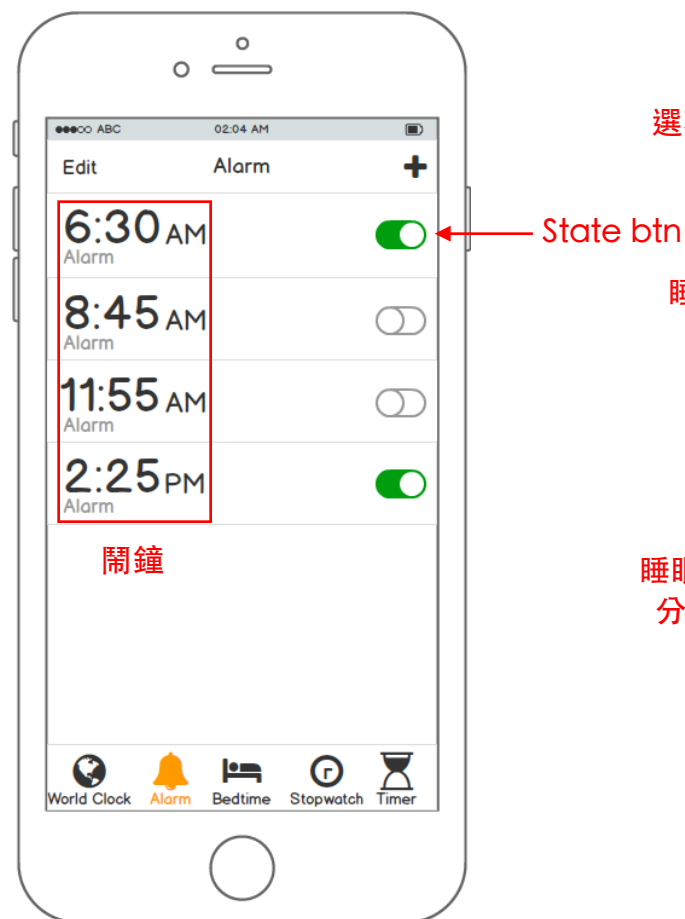 ABC 02:04 AM
Edit Alarm
6:30 AM
Alarm
State btn
8:45 AM
Alarm
11:55 AM
Alarm
2:25 PM
Alarm
鬧鐘
選
睡
睡眠
分
World Clock Alarm Bedtime Stopwatch Timer